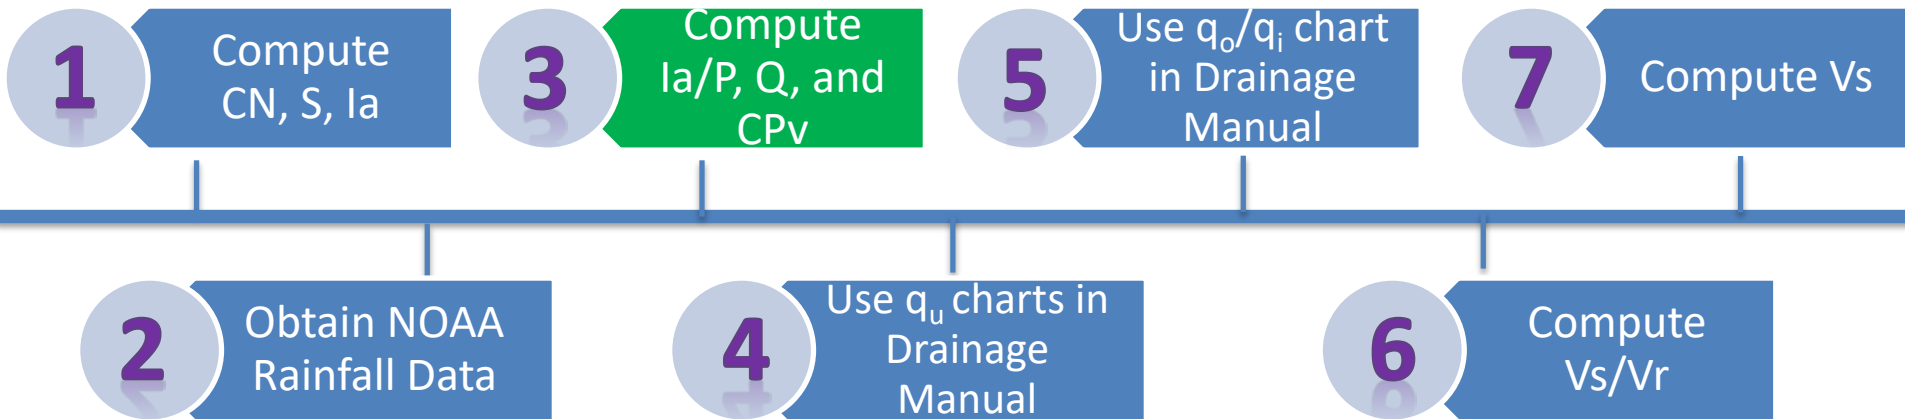 1
Compute
CN, S, Ia
2
Obtain NOAA
Rainfall Data
3
Compute
Ia/P, Q, and
CPv
4
Use qᵤ charts in
Drainage
Manual
5
Use qₒ/qᵢ chart
in Drainage
Manual
6
Compute
Vs/Vr
7
Compute Vs